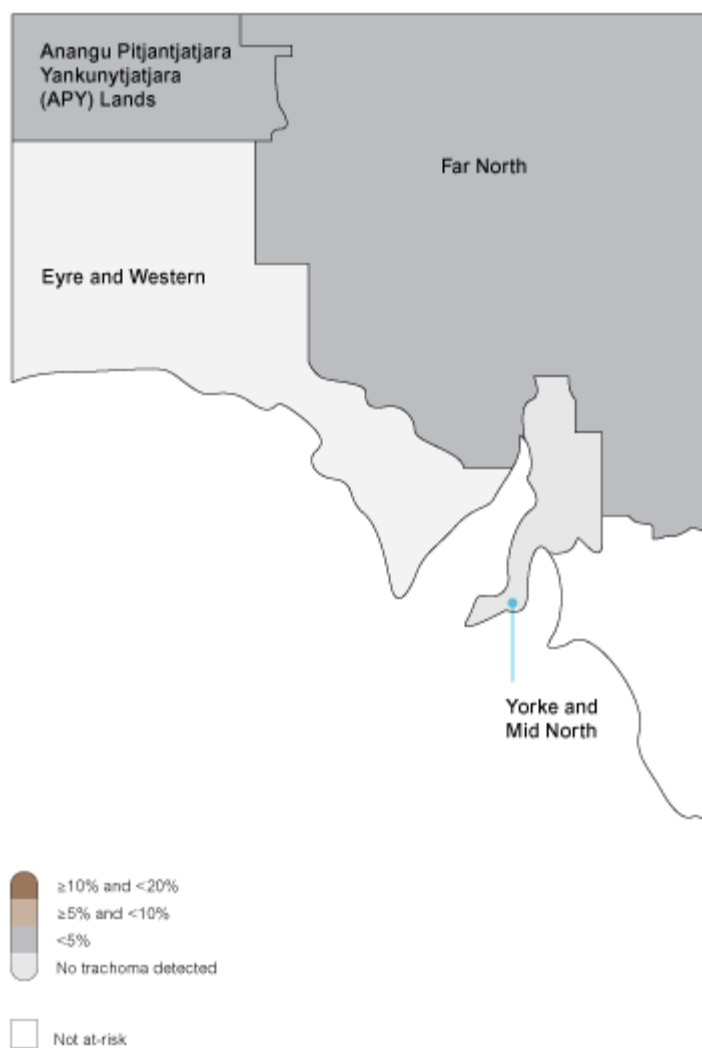 Anangu Pitjantjatjara
Yankunytjatjara
(APY) Lands
Far North
Eyre and Western
Yorke and
Mid North
≥10% and <20%
≥5% and <10%
<5%
No trachoma detected
Not at-risk